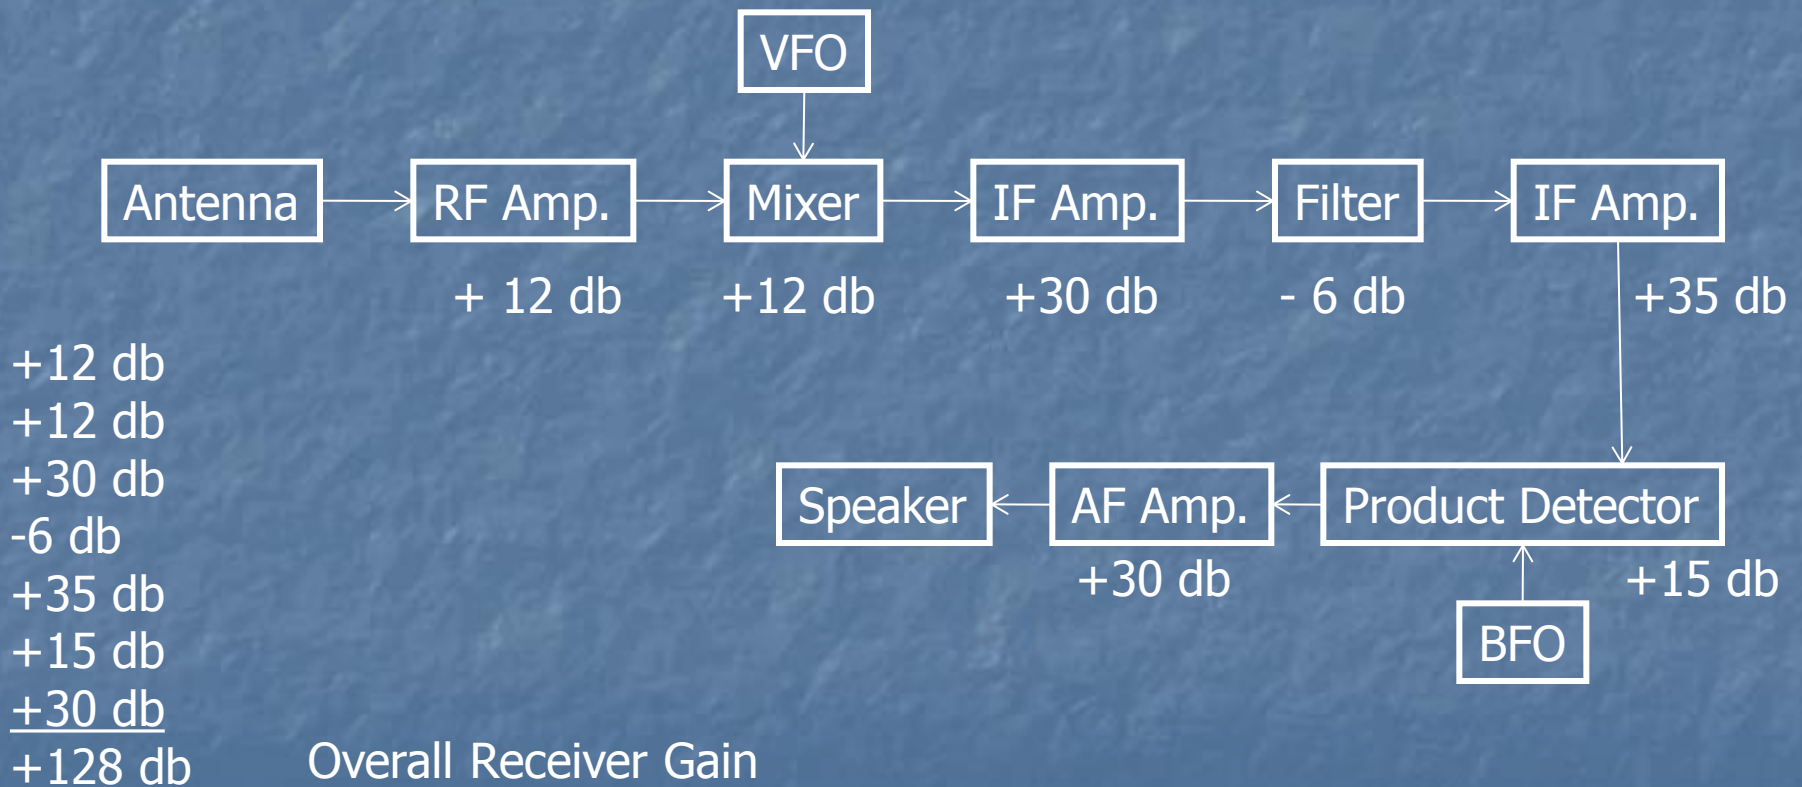 VFO
Antenna
RF Amp.
Mixer
IF Amp.
Filter
IF Amp.
+ 12 db
+12 db
+30 db
- 6 db
+35 db
Speaker
AF Amp.
Product Detector
+30 db
+15 db
BFO
+12 db
+12 db
+30 db
-6 db
+35 db
+15 db
+30 db
+128 db
Overall Receiver Gain